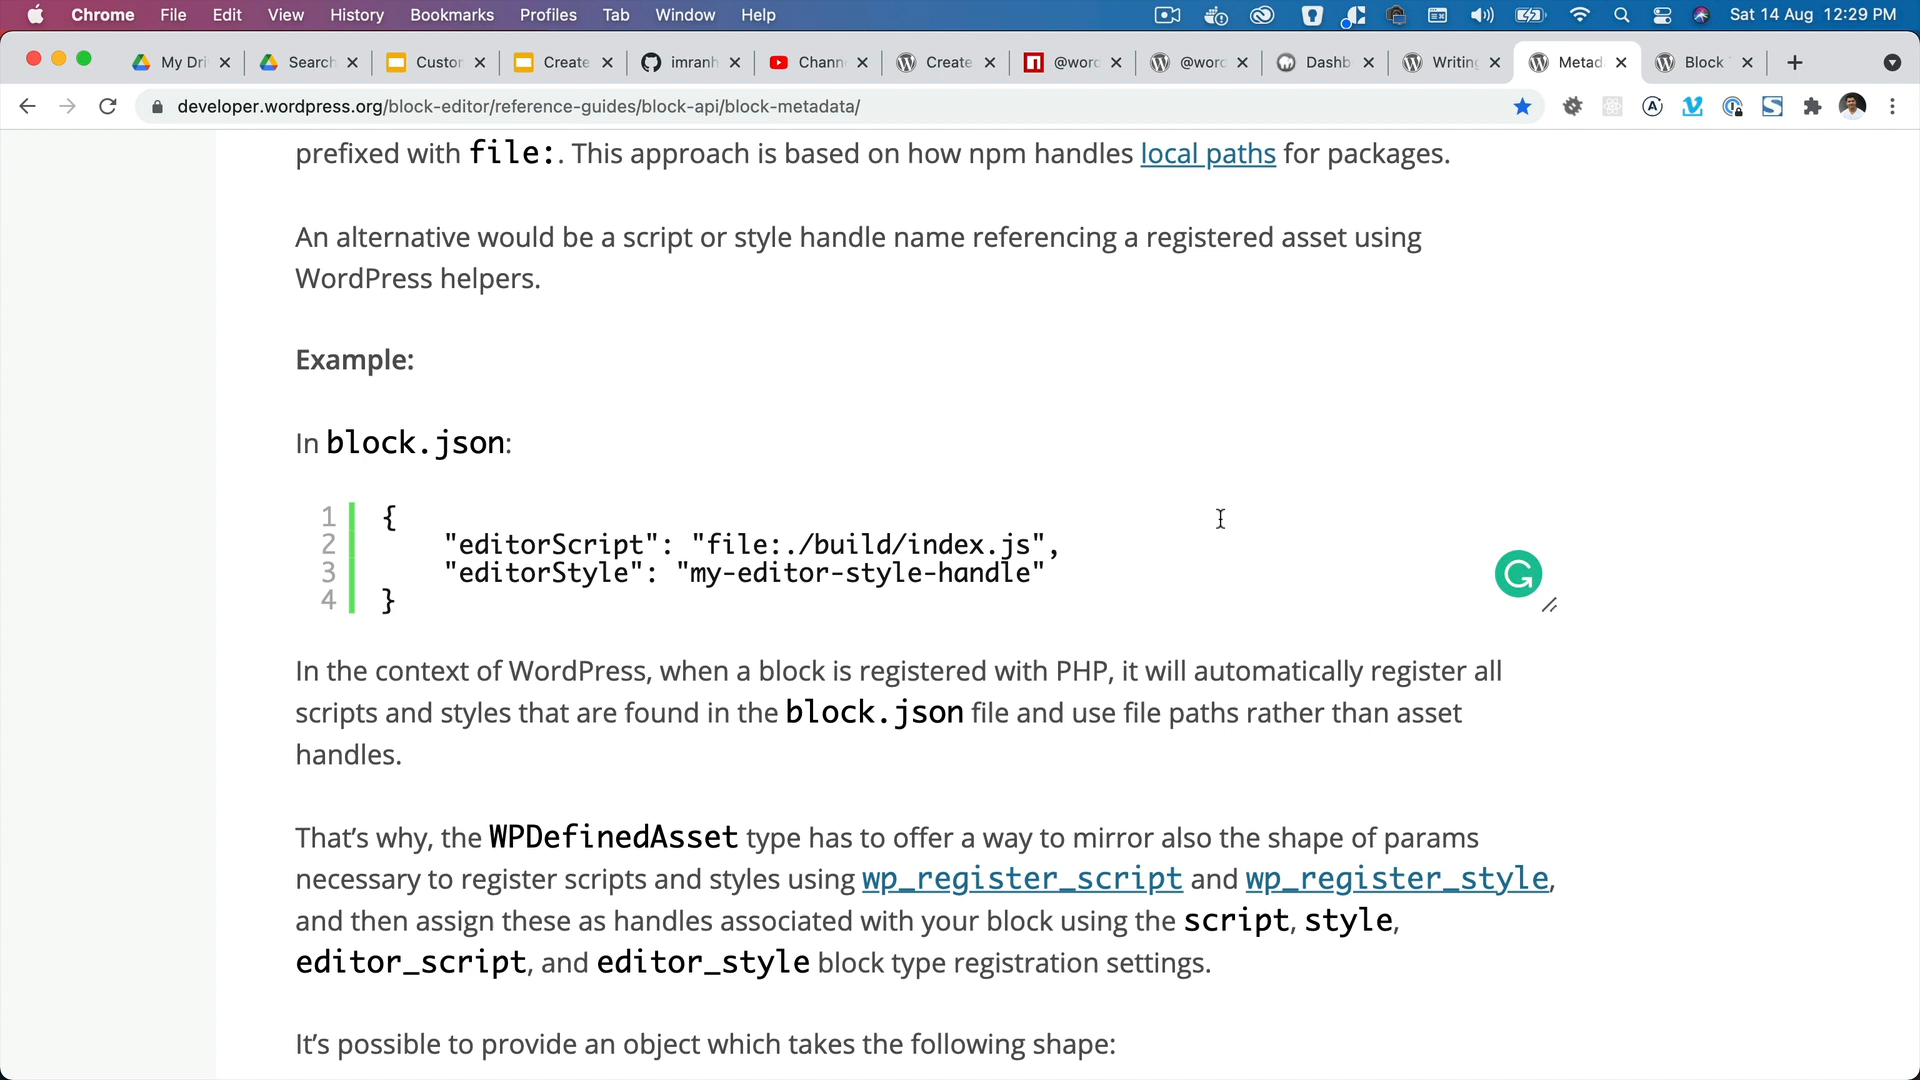 Chrome File Edit View History Bookmarks Profiles Tab Window Help Sat 14 Aug 12:29 PM
My Dri Search Custor Create imranh Chann Create @word @word Dashb Writing Metad Block
developer.wordpress.org/block-editor/reference-guides/block-api/block-metadata/
prefixed with file:. This approach is based on how npm handles local paths for packages.
An alternative would be a script or style handle name referencing a registered asset using
WordPress helpers.
Example:
In block.json:
1 {
2 "editorScript": "file:./build/index.js",
3 "editorStyle": "my-editor-style-handle"
4 }
In the context of WordPress, when a block is registered with PHP, it will automatically register all
scripts and styles that are found in the block.json file and use file paths rather than asset
handles.
That’s why, the WPDefinedAsset type has to offer a way to mirror also the shape of params
necessary to register scripts and styles using wp_register_script and wp_register_style,
and then assign these as handles associated with your block using the script, style,
editor_script, and editor_style block type registration settings.
It’s possible to provide an object which takes the following shape: